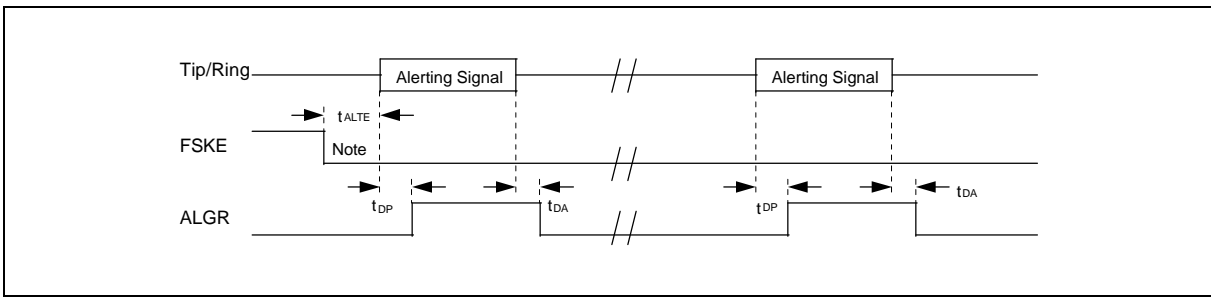 Tip/Ring Alerting Signal Alerting Signal
tALTE
FSKE Note
tDP tDA tDP tDA
ALGR